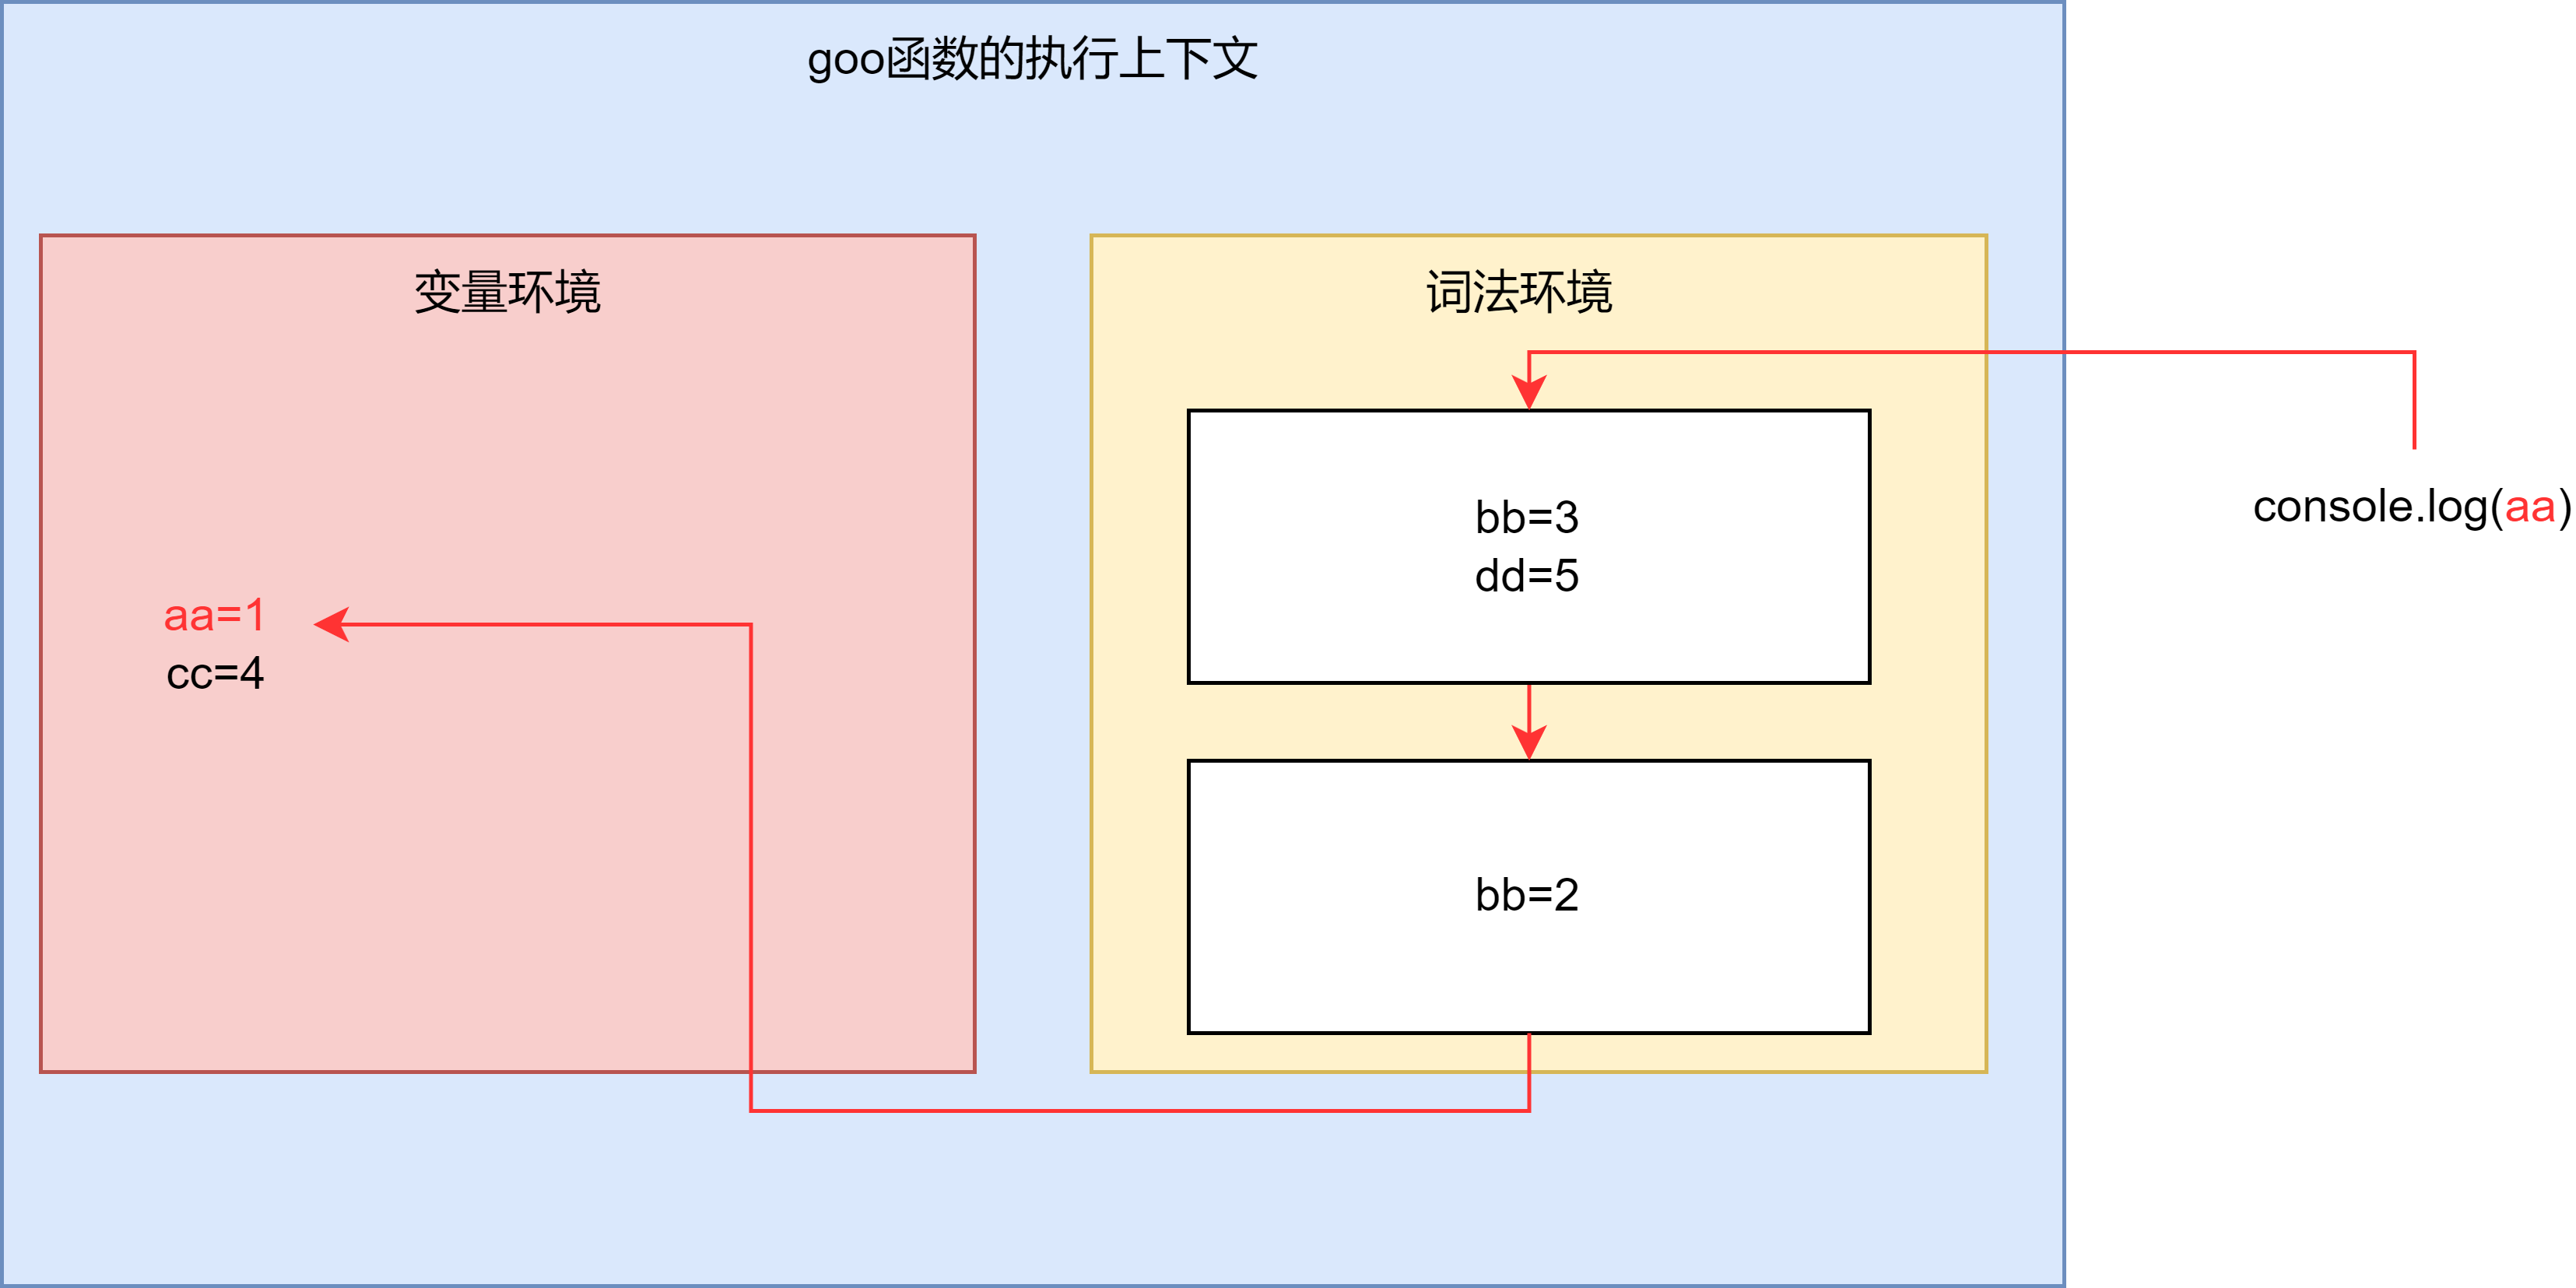 goo函数的执行上下文
变量环境
词法环境
aa=1
cc=4
bb=3
dd=5
bb=2
console.log(aa)